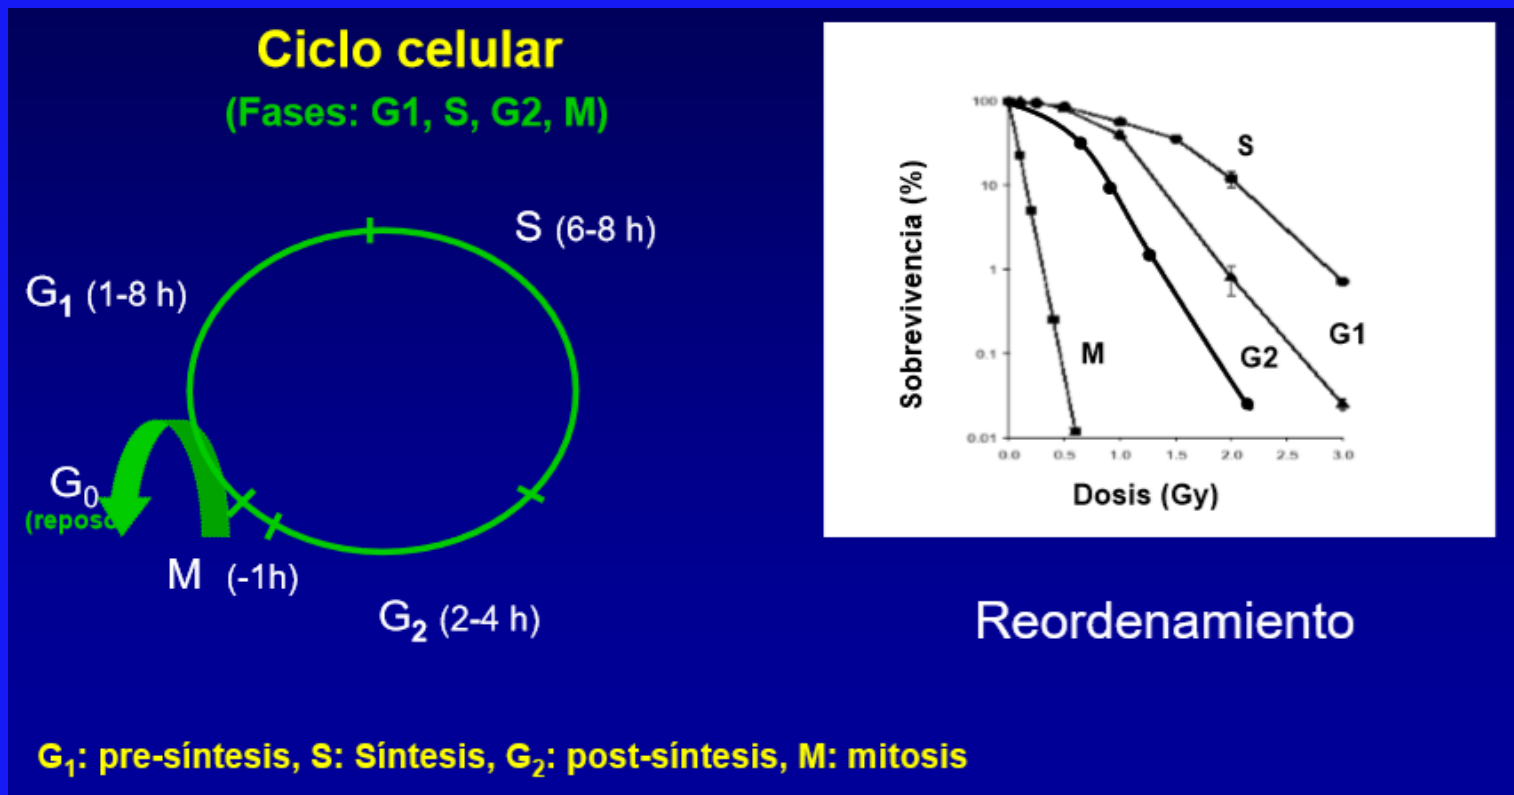 Ciclo celular
(Fases: G1, S, G2, M)
S (6-8 h)
G₁ (1-8 h)
G₀
(reposo
M (-1h)
G₂ (2-4 h)
Sobrevivencia (%)
100
10
1
0.1
0.01
S
G1
G2
M
0.0 0.5 1.0 1.5 2.0 2.5 3.0
Dosis (Gy)
Reordenamiento
G₁: pre-síntesis, S: Síntesis, G₂: post-síntesis, M: mitosis